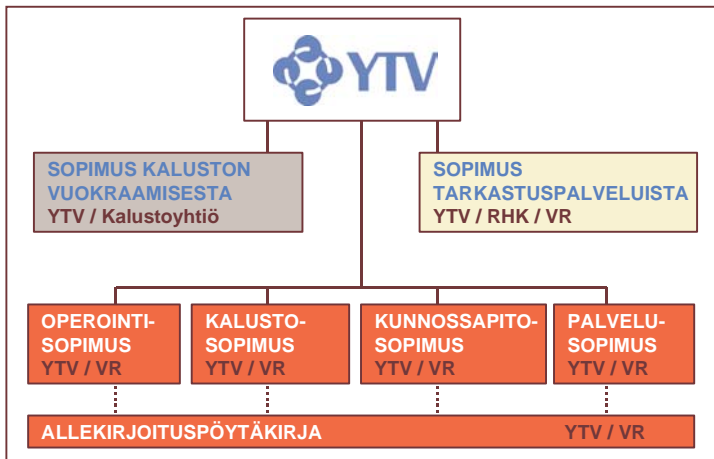 YTV
SOPIMUS KALUSTON
VUOKRAAMISESTA
YTV / Kalustoyhtiö
SOPIMUS
TARKASTUSPALVELUISTA
YTV / RHK / VR
OPEROINTI-
SOPIMUS
YTV / VR
KALUSTO-
SOPIMUS
YTV / VR
KUNNOSSAPITO-
SOPIMUS
YTV / VR
PALVELU-
SOPIMUS
YTV / VR
ALLEKIRJOITUSPÖYTÄKIRJA YTV / VR